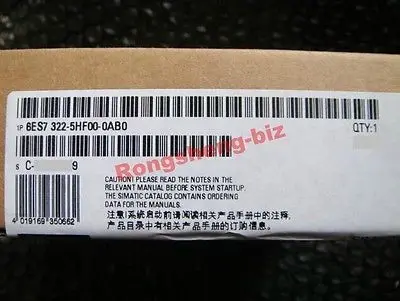 1P 6ES7 322-5HF00-0AB0
QTY:1
Rongsheng-biz
S C- 9
CAUTION! PLEASE READ THE NOTES IN THE
RELEVANT MANUAL BEFORE SYSTEM STARTUP.
THE SIMATIC CATALOG CONTAINS ORDERING
DATA FOR THE MANUALS.
4 019169 350662
注意!系统启动前请阅读相关产品手册中的注释,
产品目录中有相关产品手册的订购信息。